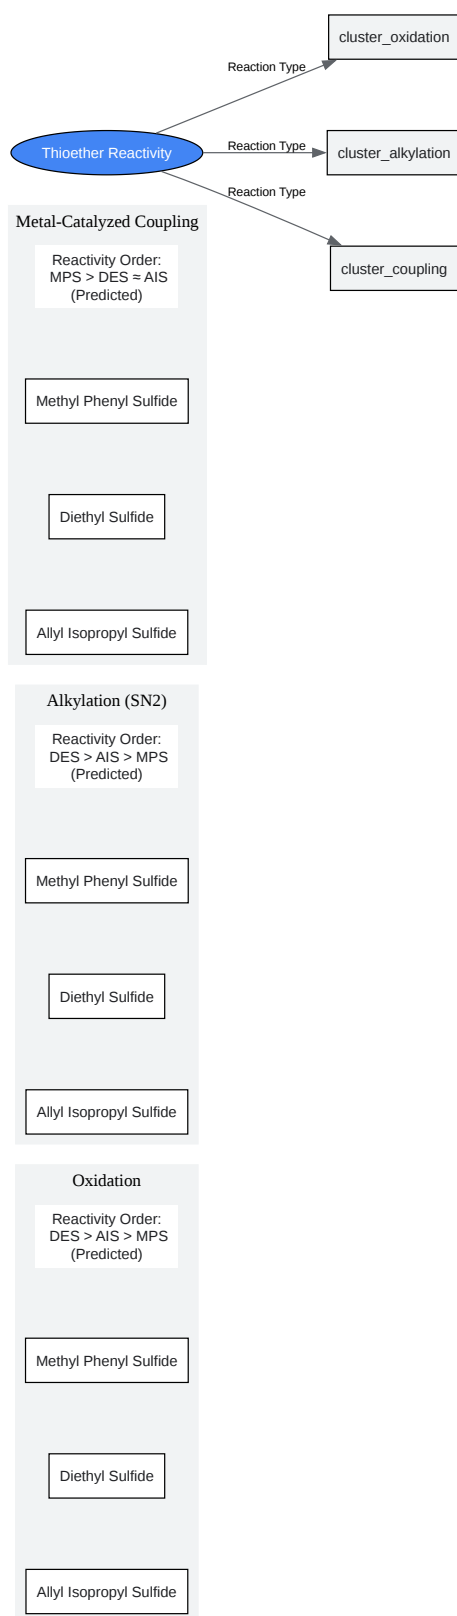 cluster_oxidation
Reaction Type
Thioether Reactivity
Reaction Type
cluster_alkylation
Reaction Type
cluster_coupling
Metal-Catalyzed Coupling
Reactivity Order:
MPS > DES ≈ AIS
(Predicted)
Methyl Phenyl Sulfide
Diethyl Sulfide
Allyl Isopropyl Sulfide
Alkylation (SN2)
Reactivity Order:
DES > AIS > MPS
(Predicted)
Methyl Phenyl Sulfide
Diethyl Sulfide
Allyl Isopropyl Sulfide
Oxidation
Reactivity Order:
DES > AIS > MPS
(Predicted)
Methyl Phenyl Sulfide
Diethyl Sulfide
Allyl Isopropyl Sulfide